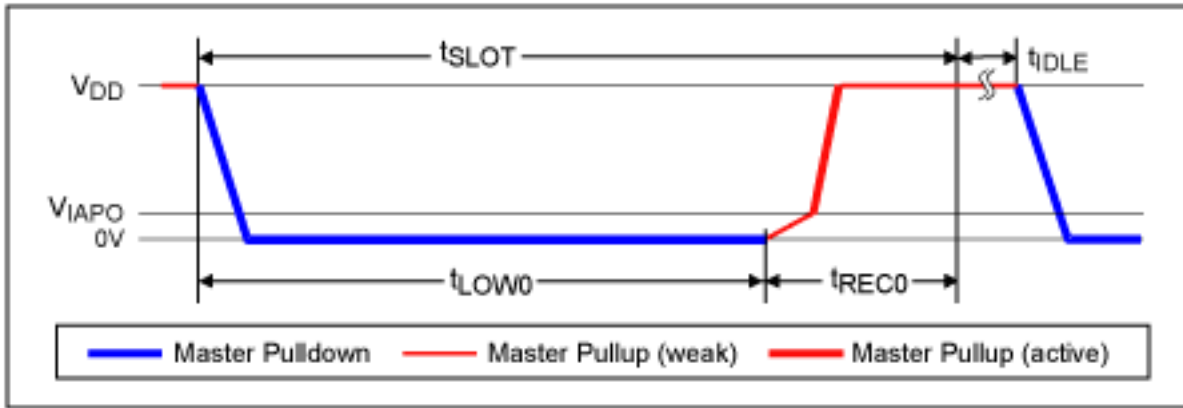 tSLOT
tIDLE
VDD
VIAPO
0V
tLOW0
tREC0
Master Pulldown
Master Pullup (weak)
Master Pullup (active)